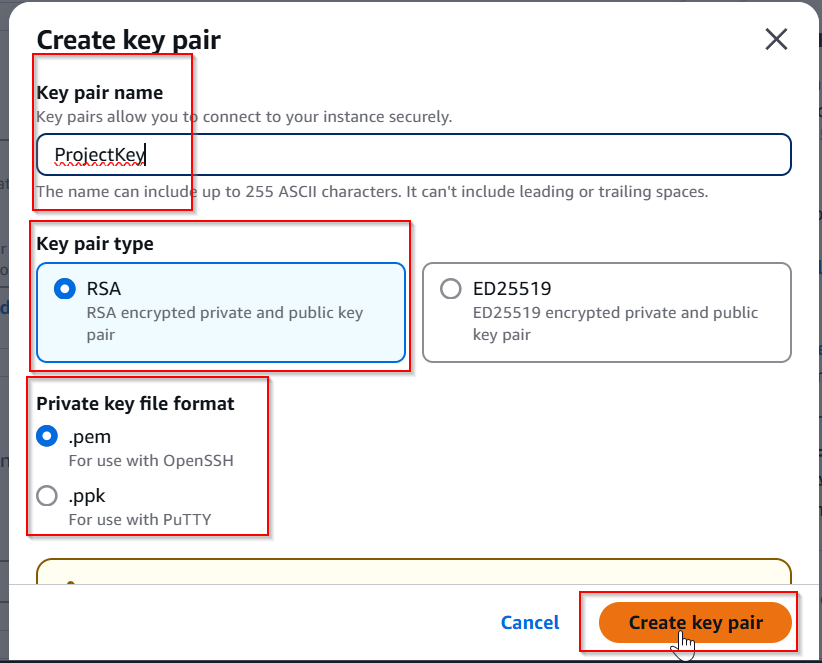 Create key pair
Key pair name
Key pairs allow you to connect to your instance securely.
ProjectKey
The name can include up to 255 ASCII characters. It can't include leading or trailing spaces.
Key pair type
RSA
RSA encrypted private and public key
pair
ED25519
ED25519 encrypted private and public
key pair
Private key file format
.pem
For use with OpenSSH
.ppk
For use with PuTTY
Cancel
Create key pair